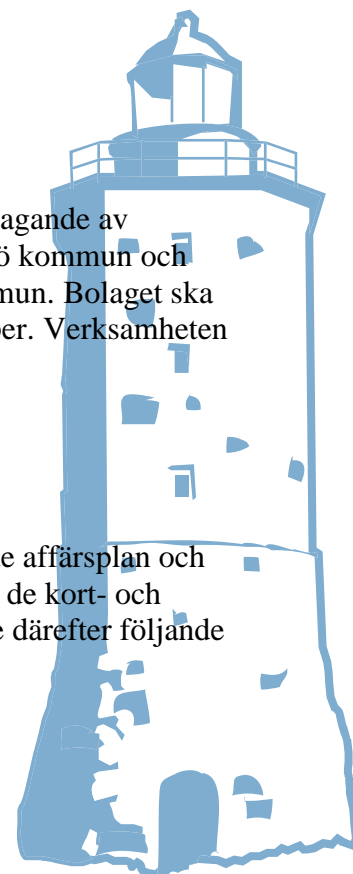 agande av
ö kommun och
mun. Bolaget ska
per. Verksamheten
e affärsplan och
de kort- och
e därefter följande